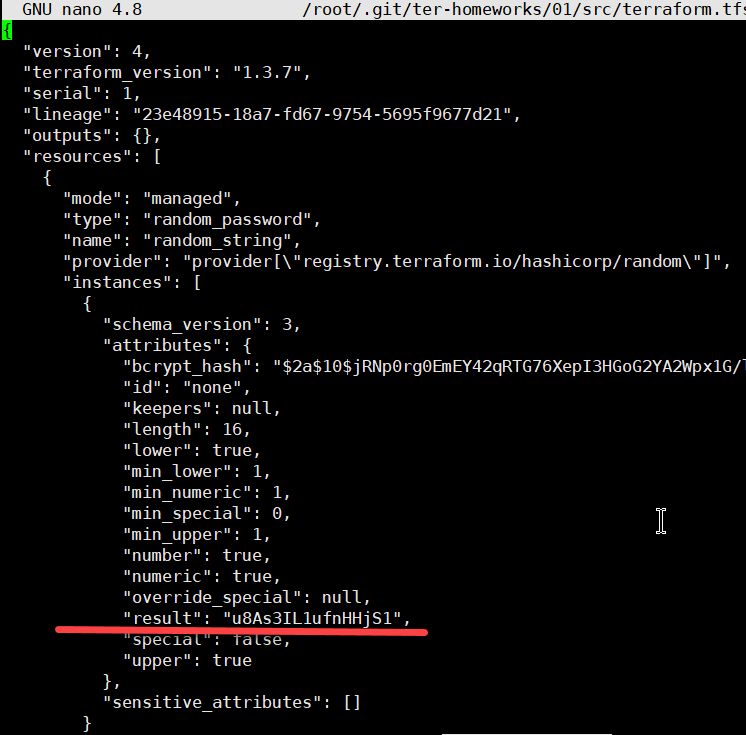 GNU nano 4.8 /root/.git/ter-homeworks/01/src/terraform.tfs
{
"version": 4,
"terraform_version": "1.3.7",
"serial": 1,
"lineage": "23e48915-18a7-fd67-9754-5695f9677d21",
"outputs": {},
"resources": [
{
"mode": "managed",
"type": "random_password",
"name": "random_string",
"provider": "provider[\"registry.terraform.io/hashicorp/random\"]",
"instances": [
{
"schema_version": 3,
"attributes": {
"bcrypt_hash": "$2a$10$jRNp0rg0EmEY42qRTG76XepI3HGoG2YA2Wpx1G/l
"id": "none",
"keepers": null,
"length": 16,
"lower": true,
"min_lower": 1,
"min_numeric": 1,
"min_special": 0,
"min_upper": 1,
"number": true,
"numeric": true,
"override_special": null,
"result": "u8As3IL1ufnHHjS1",
"special": false,
"upper": true
},
"sensitive_attributes": []
}